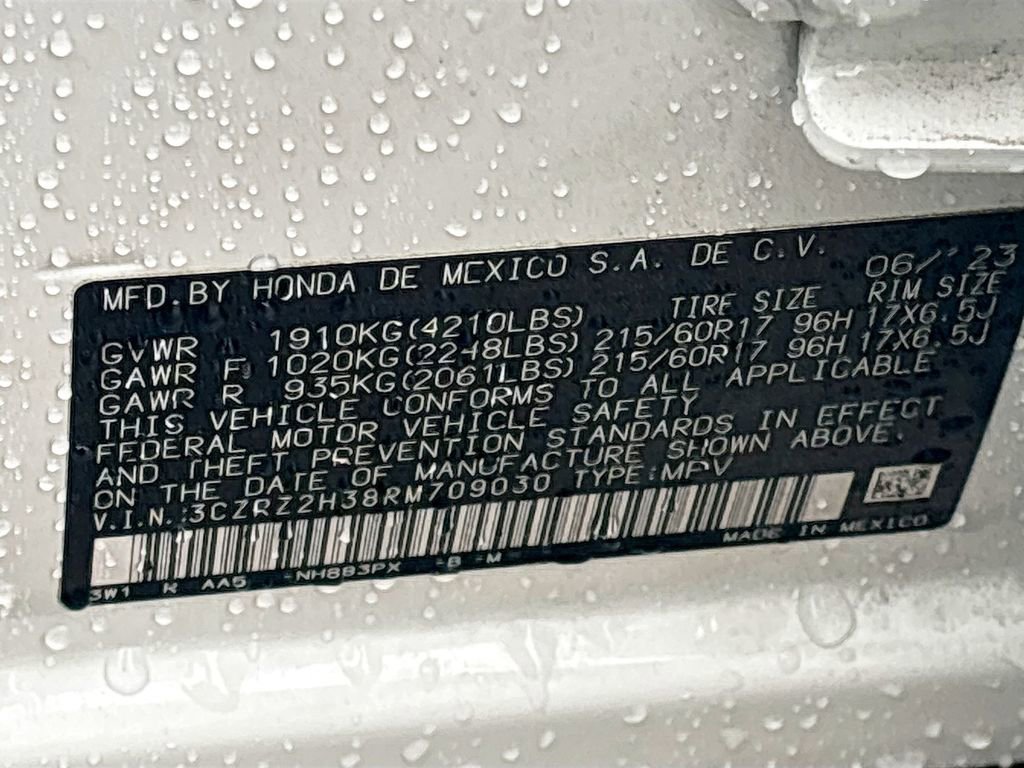 MFD. BY HONDA DE MEXICO S.A. DE C.V. 06/'23
TIRE SIZE RIM SIZE
GVWR 1910KG(4210LBS)
GAWR F 1020KG(2248LBS) 215/60R17 96H 17X6.5J
GAWR R 935KG(2061LBS) 215/60R17 96H 17X6.5J
THIS VEHICLE CONFORMS TO ALL APPLICABLE
FEDERAL MOTOR VEHICLE SAFETY
AND THEFT PREVENTION STANDARDS IN EFFECT
ON THE DATE OF MANUFACTURE SHOWN ABOVE.
V.I.N.:3CZRZ2H38RM709030 TYPE:MPV
MADE IN MEXICO
3W1 R AA5 -NH883PX -B -M